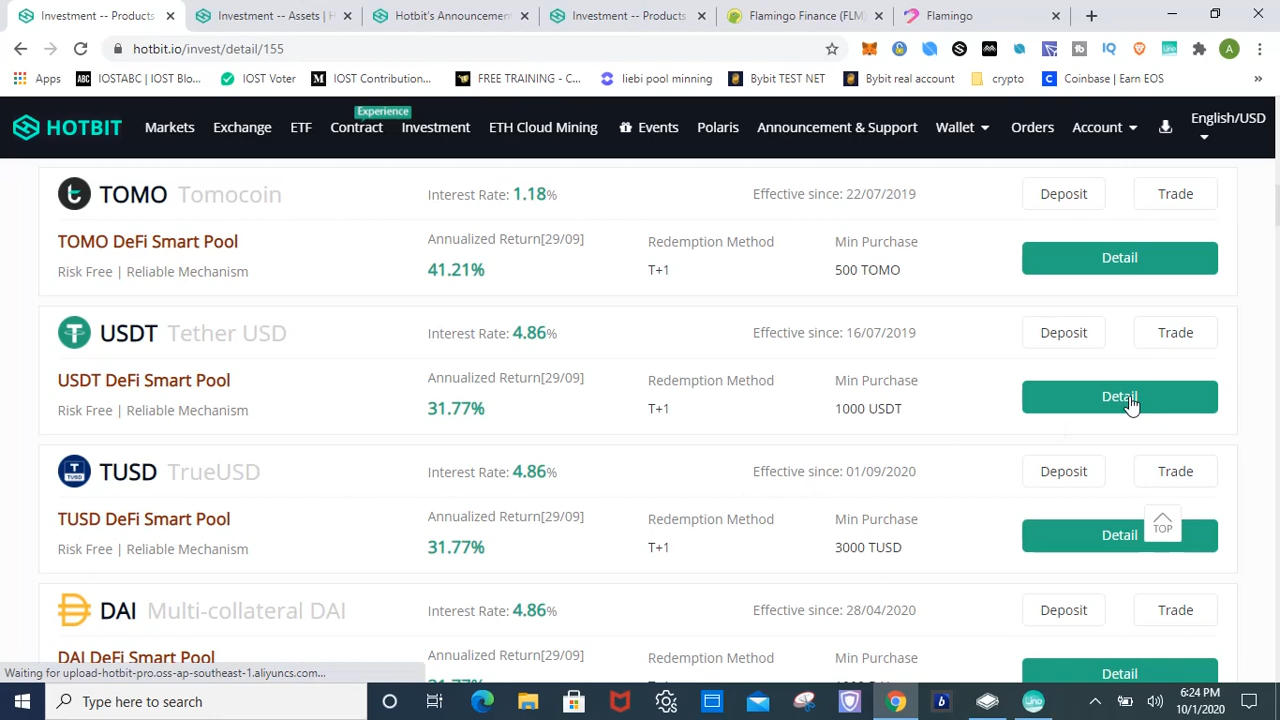 Investment -- Products
Investment -- Assets | H
Hotbit's Announcement
Investment -- Products
Flamingo Finance (FLM)
Flamingo
hotbit.io/invest/detail/155
Apps
IOSTABC | IOST Blo...
IOST Voter
IOST Contribution...
FREE TRAINING - C...
liebi pool minning
Bybit TEST NET
Bybit real account
crypto
Coinbase | Earn EOS
HOTBIT
Markets
Exchange
ETF
Experience
Contract
Investment
ETH Cloud Mining
Events
Polaris
Announcement & Support
Wallet
Orders
Account
English/USD
TOMO Tomocoin
Interest Rate: 1.18%
Effective since: 22/07/2019
Deposit
Trade
TOMO DeFi Smart Pool
Annualized Return[29/09]
Redemption Method
Min Purchase
Risk Free | Reliable Mechanism
41.21%
T+1
500 TOMO
Detail
USDT Tether USD
Interest Rate: 4.86%
Effective since: 16/07/2019
Deposit
Trade
USDT DeFi Smart Pool
Annualized Return[29/09]
Redemption Method
Min Purchase
Risk Free | Reliable Mechanism
31.77%
T+1
1000 USDT
Detail
TUSD TrueUSD
Interest Rate: 4.86%
Effective since: 01/09/2020
Deposit
Trade
TUSD DeFi Smart Pool
Annualized Return[29/09]
Redemption Method
Min Purchase
Risk Free | Reliable Mechanism
31.77%
T+1
3000 TUSD
Detail
TOP
DAI Multi-collateral DAI
Interest Rate: 4.86%
Effective since: 28/04/2020
Deposit
Trade
DAI DeFi Smart Pool
Annualized Return[29/09]
Redemption Method
Min Purchase
Detail
Waiting for upload-hotbit-pro.oss-ap-southeast-1.aliyuncs.com...
Type here to search
6:24 PM
10/1/2020